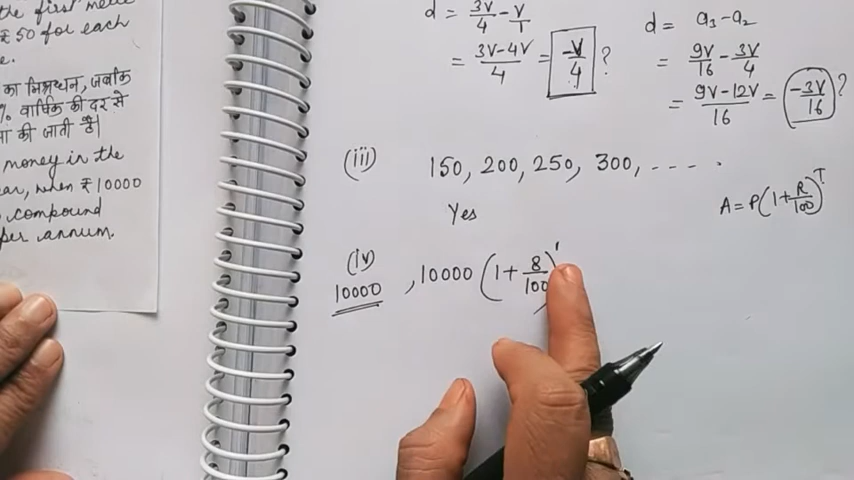 the first metre
₹50 for each
e.
का मिश्रधन, जबकि
% वार्षिक की दर से
की जाती है।
money in the
ear, when ₹10000
compound
per annum.
d = 3V/4 - V/1
= 3V-4V/4 = -V/4 ?
d = a₃-a₂
= 9V/16 - 3V/4
= 9V-12V/16 = -3V/16 ?
(iii) 150, 200, 250, 300, - - - - .
Yes
A = P(1+R/100)^T
(iv)
10000 , 10000 (1+8/100)^1